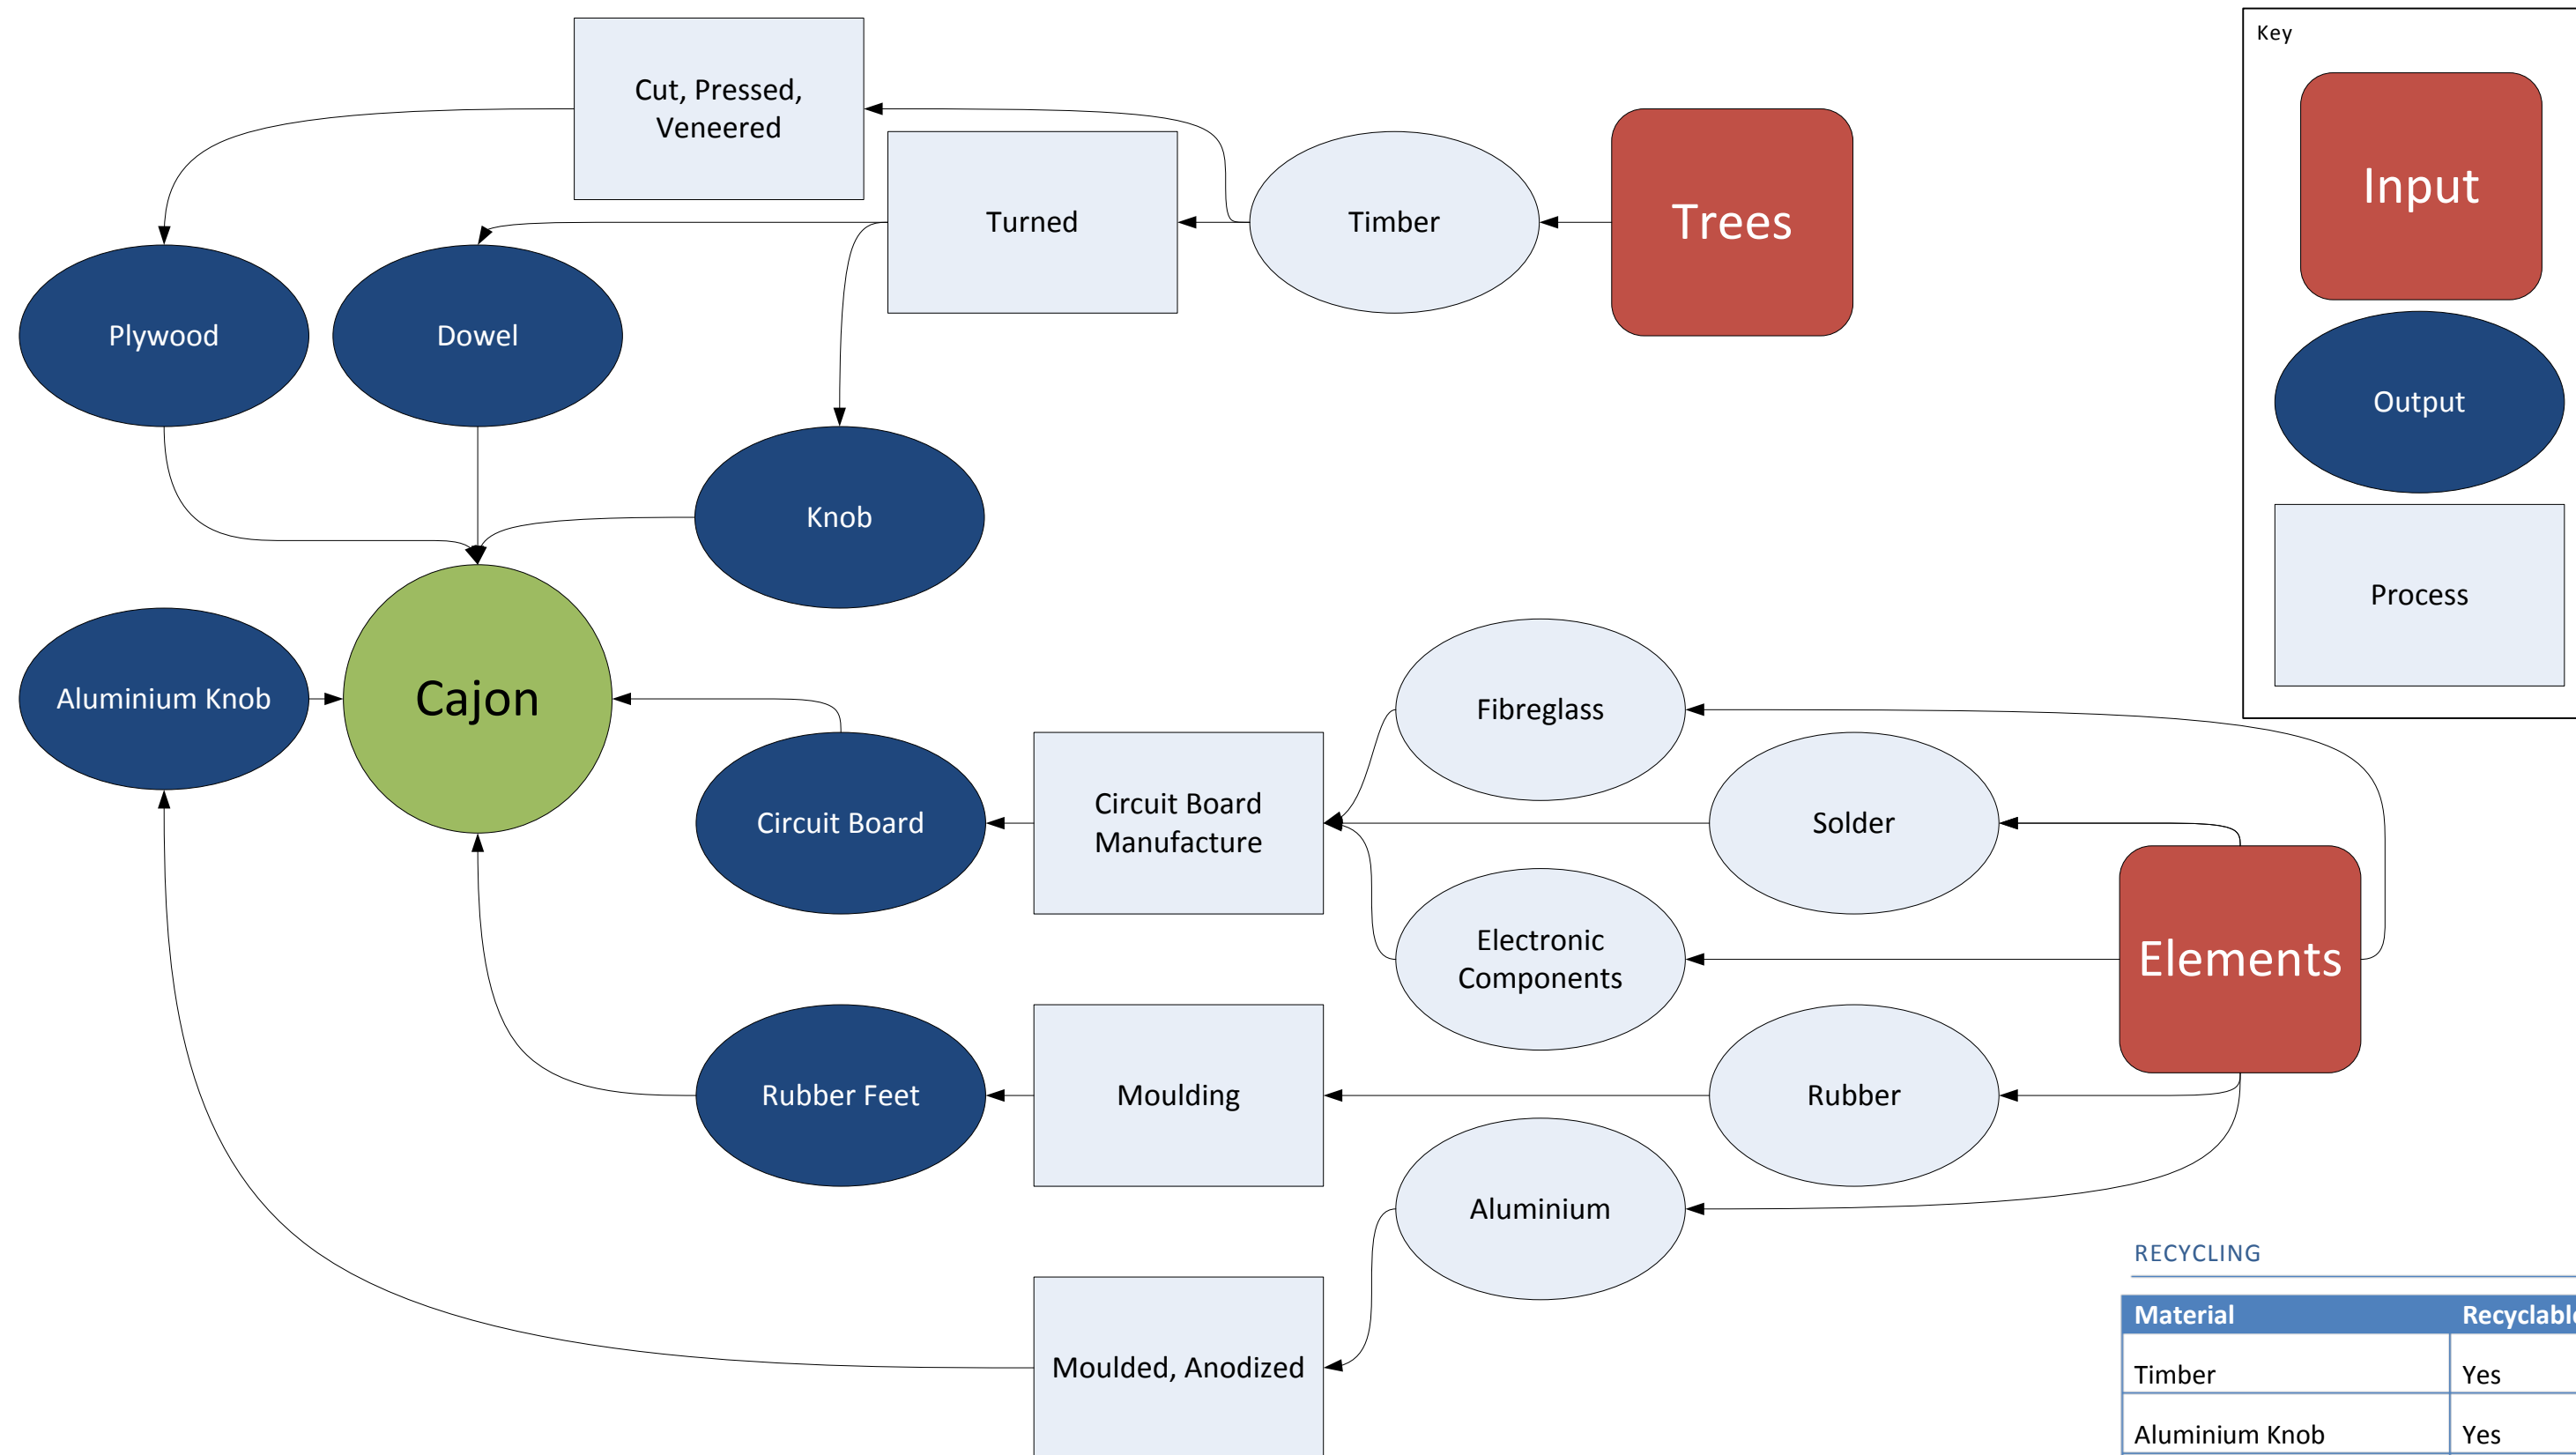 Key
Input
Output
Process
Cut, Pressed,
Veneered
Turned
Timber
Trees
Plywood
Dowel
Knob
Aluminium Knob
Cajon
Circuit Board
Circuit Board
Manufacture
Fibreglass
Solder
Electronic
Components
Elements
Rubber Feet
Moulding
Rubber
Aluminium
Moulded, Anodized
RECYCLING
Material Recyclable
Timber Yes
Aluminium Knob Yes